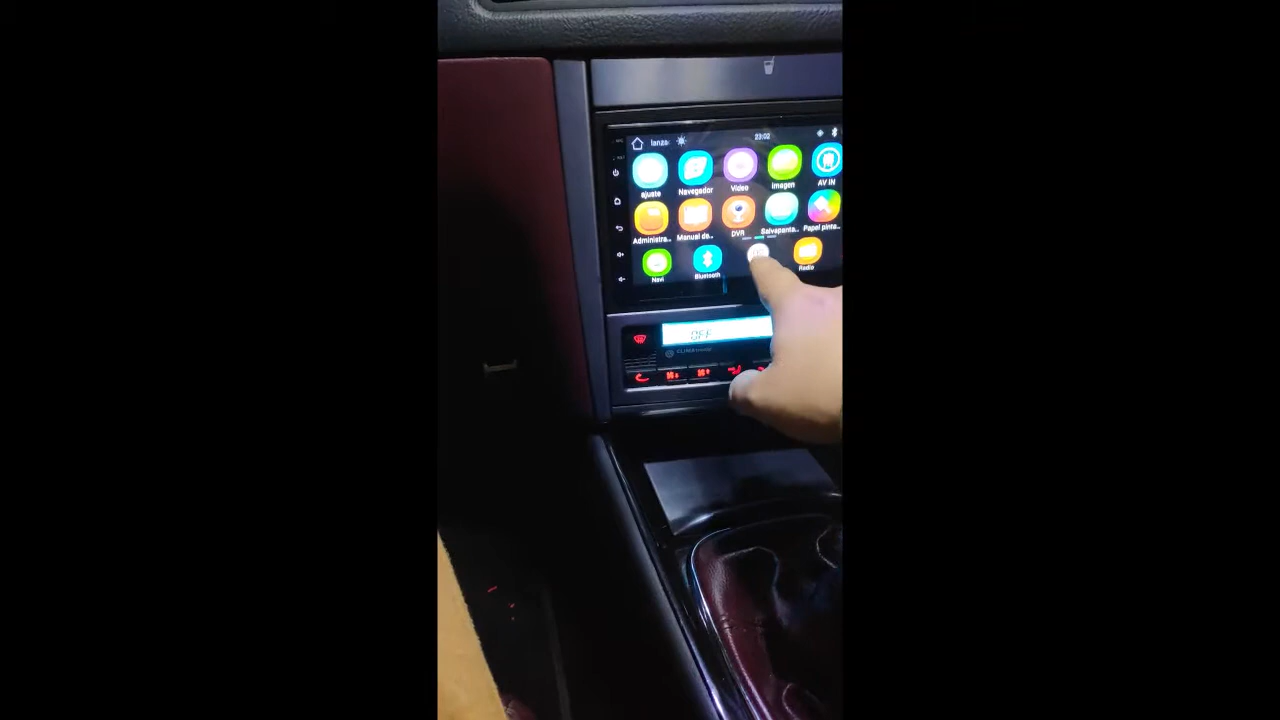 lanza
23:02
ajuste
Navegador
Video
imagen
AV IN
Administra...
Manual de...
DVR
Salvapanta...
Papel pinta...
Navi
Bluetooth
Radio
OFF
CLIMAtronic